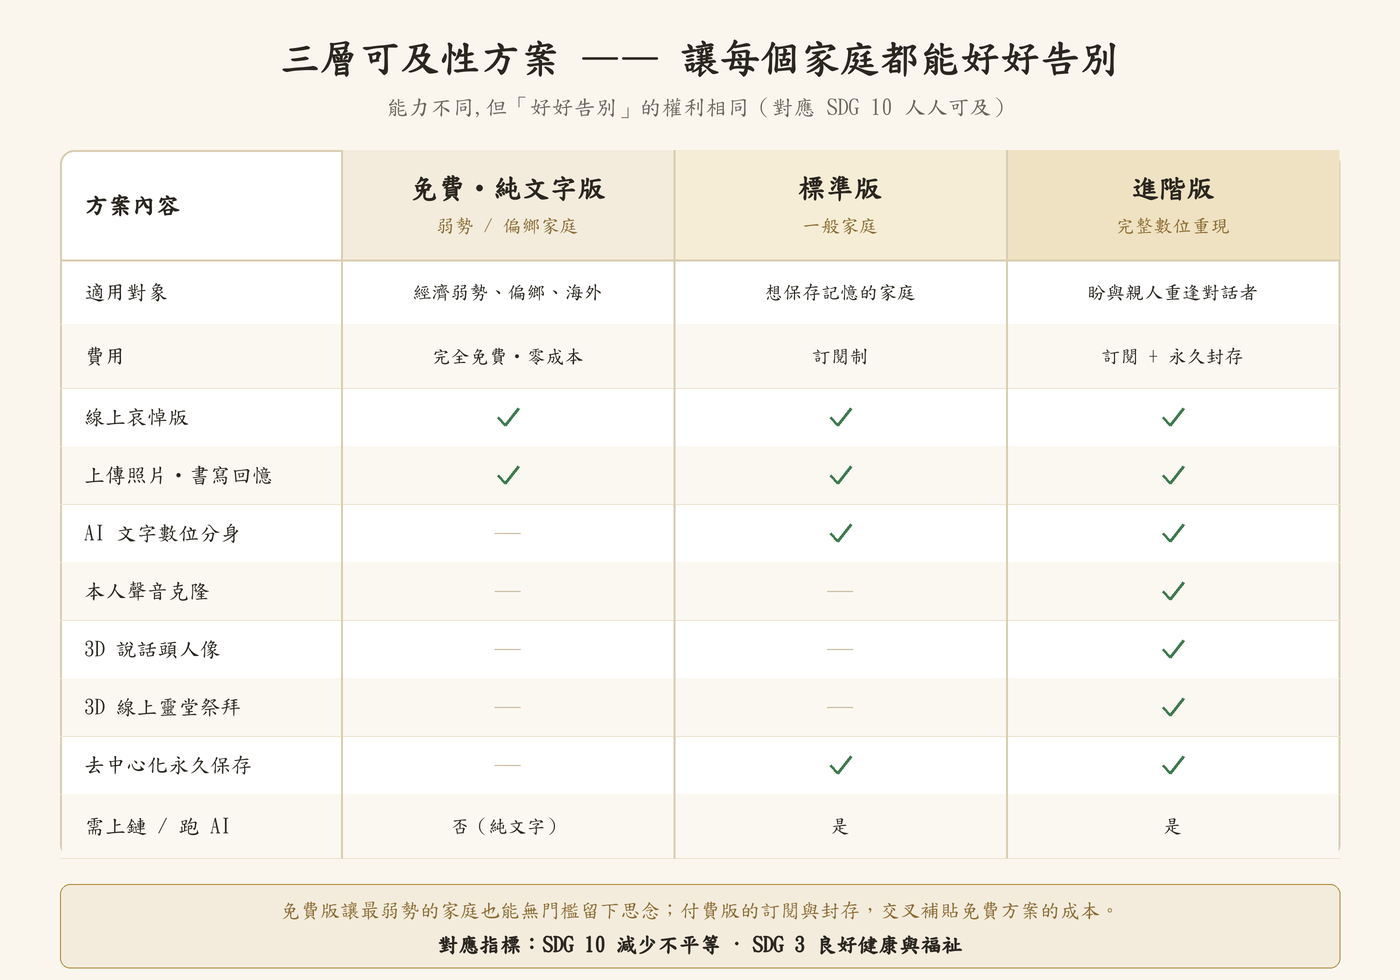 三層可及性方案 —— 讓每個家庭都能好好告別
能力不同,但「好好告別」的權利相同（對應 SDG 10 人人可及）
方案內容 免費・純文字版 標準版 進階版
弱勢 / 偏鄉家庭 一般家庭 完整數位重現
適用對象 經濟弱勢、偏鄉、海外 想保存記憶的家庭 盼與親人重逢對話者
費用 完全免費・零成本 訂閱制 訂閱 + 永久封存
線上哀悼版 ✓ ✓ ✓
上傳照片・書寫回憶 ✓ ✓ ✓
AI 文字數位分身 — ✓ ✓
本人聲音克隆 — — ✓
3D 說話頭人像 — — ✓
3D 線上靈堂祭拜 — — ✓
去中心化永久保存 — ✓ ✓
需上鏈 / 跑 AI 否（純文字） 是 是
免費版讓最弱勢的家庭也能無門檻留下思念；付費版的訂閱與封存，交叉補貼免費方案的成本。
對應指標：SDG 10 減少不平等 · SDG 3 良好健康與福祉